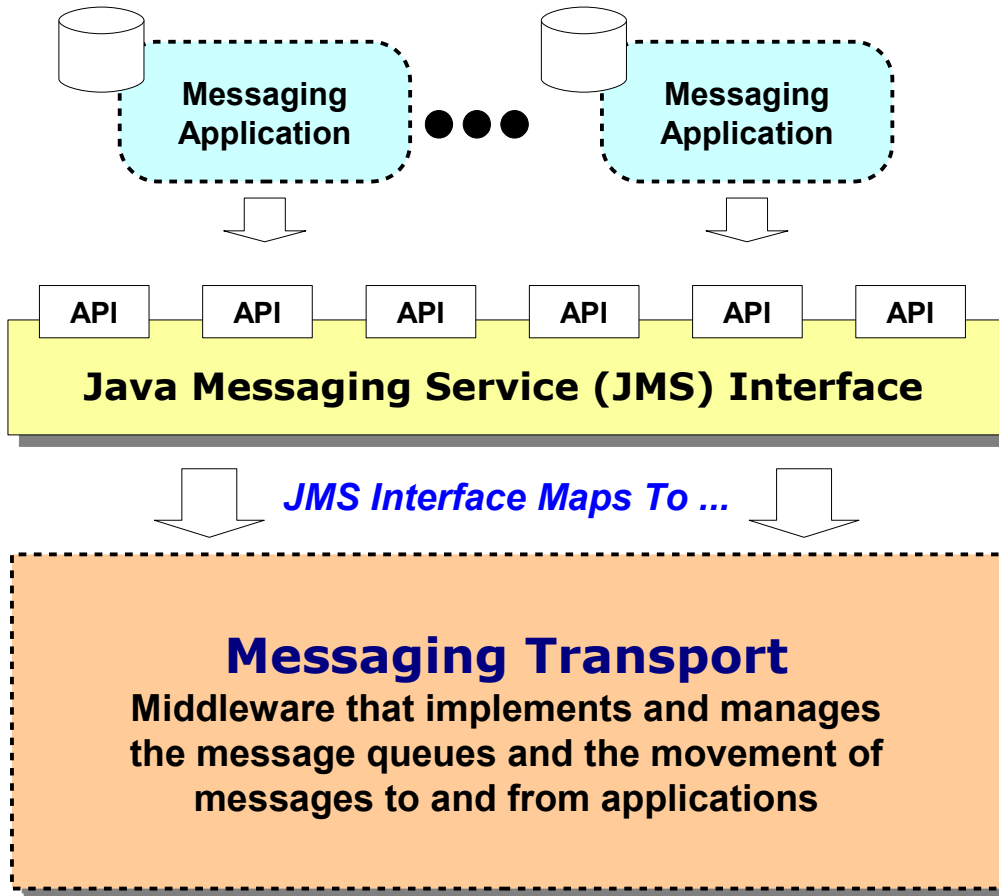 Messaging
Application
Messaging
Application
API API API API API API
Java Messaging Service (JMS) Interface
JMS Interface Maps To ...
Messaging Transport
Middleware that implements and manages
the message queues and the movement of
messages to and from applications